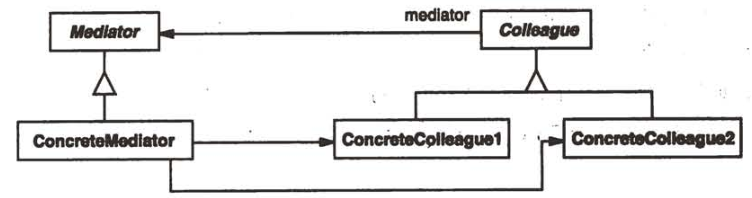 mediator
Mediator
Colleague
ConcreteMediator
ConcreteColleague1
ConcreteColleague2